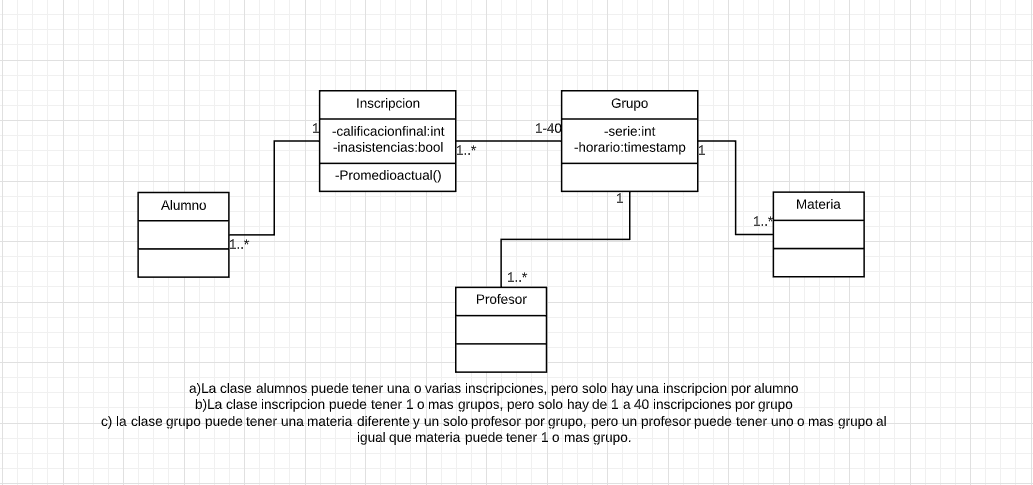 Inscripcion
-calificacionfinal:int
-inasistencias:bool
-Promedioactual()
Grupo
-serie:int
-horario:timestamp
1
1..*
1-40
1
1
Alumno
1..*
Materia
1..*
1..*
Profesor
a)La clase alumnos puede tener una o varias inscripciones, pero solo hay una inscripcion por alumno
b)La clase inscripcion puede tener 1 o mas grupos, pero solo hay de 1 a 40 inscripciones por grupo
c) la clase grupo puede tener una materia diferente y un solo profesor por grupo, pero un profesor puede tener uno o mas grupo al
igual que materia puede tener 1 o mas grupo.